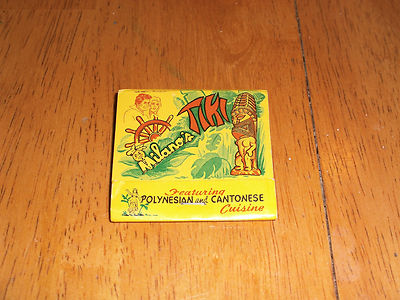 Milano's
TIKI
Featuring
POLYNESIAN and CANTONESE
Cuisine